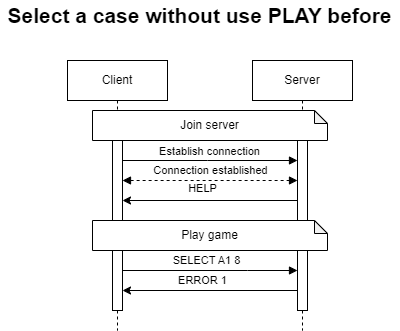 Select a case without use PLAY before
Client
Server
Join server
Establish connection
Connection established
HELP
Play game
SELECT A1 8
ERROR 1